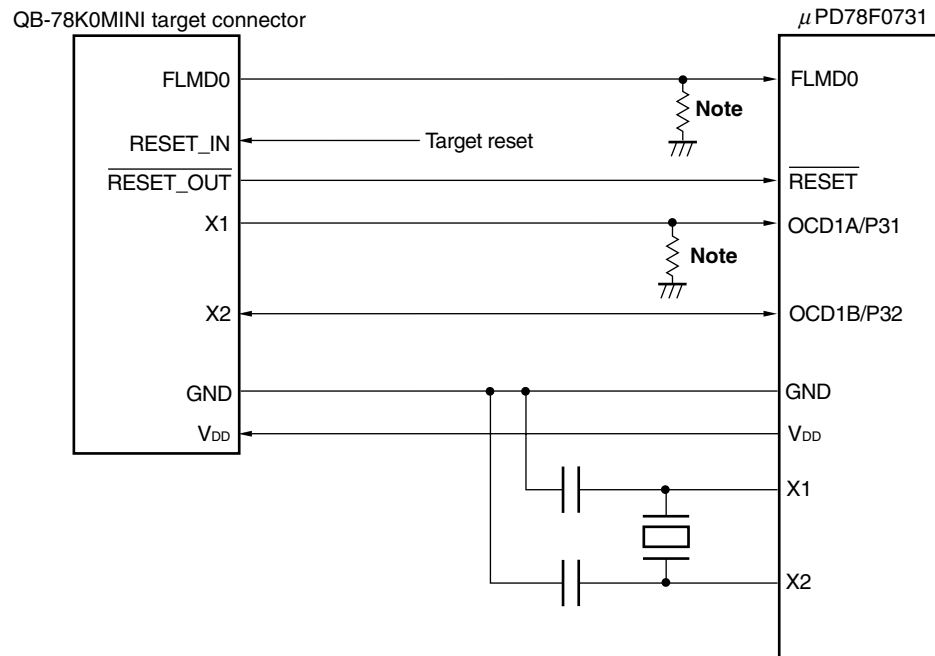 QB-78K0MINI target connector
μPD78F0731
FLMD0
FLMD0
Note
RESET_IN
Target reset
RESET_OUT
RESET
X1
OCD1A/P31
Note
X2
OCD1B/P32
GND
GND
VDD
VDD
X1
X2